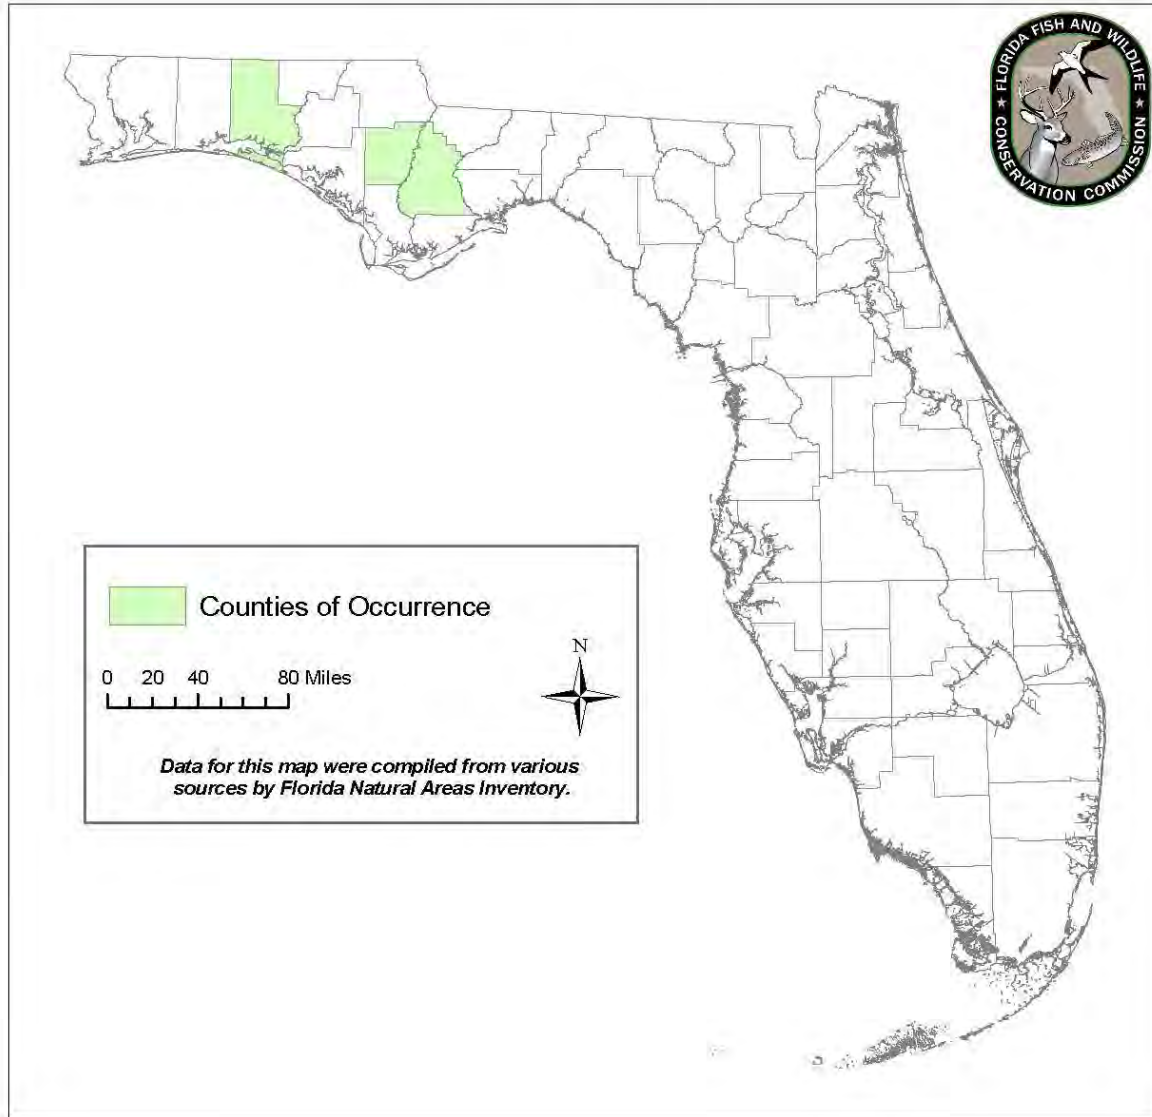 ★ FLORIDA FISH AND WILDLIFE ★
CONSERVATION COMMISSION
Counties of Occurrence
N
0 20 40 80 Miles
Data for this map were compiled from various
sources by Florida Natural Areas Inventory.